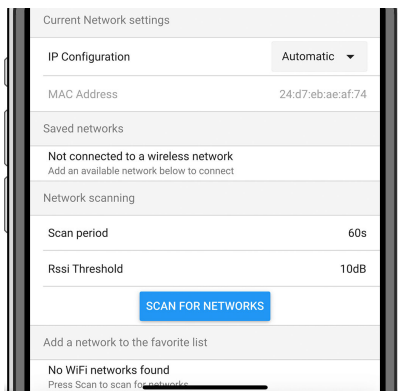 Current Network settings
IP Configuration Automatic
MAC Address 24:d7:eb:ae:af:74
Saved networks
Not connected to a wireless network
Add an available network below to connect
Network scanning
Scan period 60s
Rssi Threshold 10dB
SCAN FOR NETWORKS
Add a network to the favorite list
No WiFi networks found
Press Scan to scan for networks